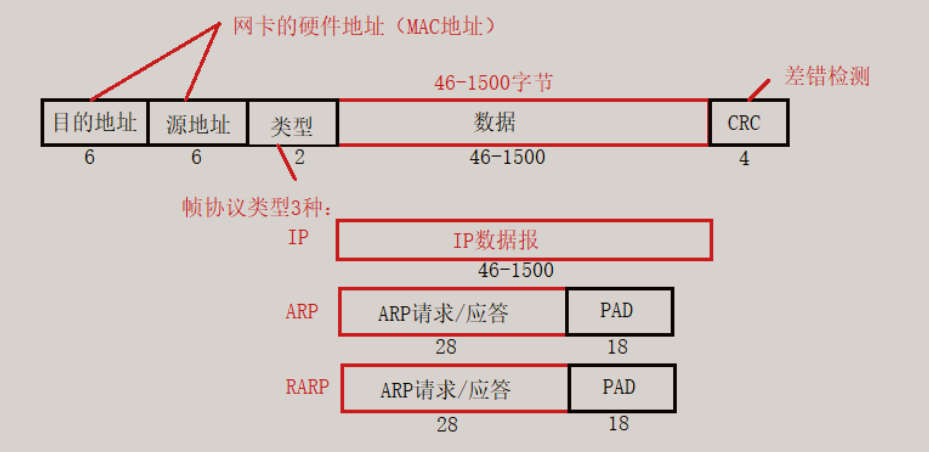 网卡的硬件地址（MAC地址）
46-1500字节
差错检测
目的地址 源地址 类型 数据 CRC
6 6 2 46-1500 4
帧协议类型3种：
IP IP数据报
46-1500
ARP ARP请求/应答 PAD
28 18
RARP ARP请求/应答 PAD
28 18